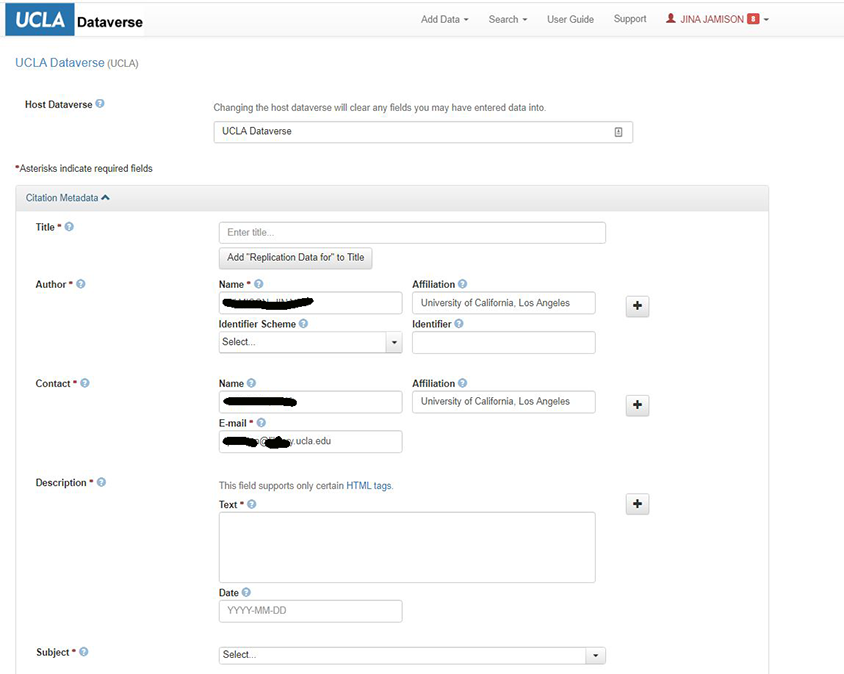 UCLA Dataverse
Add Data Search User Guide Support JINA JAMISON 8
UCLA Dataverse (UCLA)
Host Dataverse ? Changing the host dataverse will clear any fields you may have entered data into.
UCLA Dataverse
*Asterisks indicate required fields
Citation Metadata
Title * ? Enter title...
Add "Replication Data for" to Title
Author * ? Name * ? Affiliation ?
University of California, Los Angeles +
Identifier Scheme ? Identifier ?
Select...
Contact * ? Name ? Affiliation ?
University of California, Los Angeles +
E-mail * ?
.ucla.edu
Description * ? This field supports only certain HTML tags. +
Text * ?
Date ?
YYYY-MM-DD
Subject * ? Select...